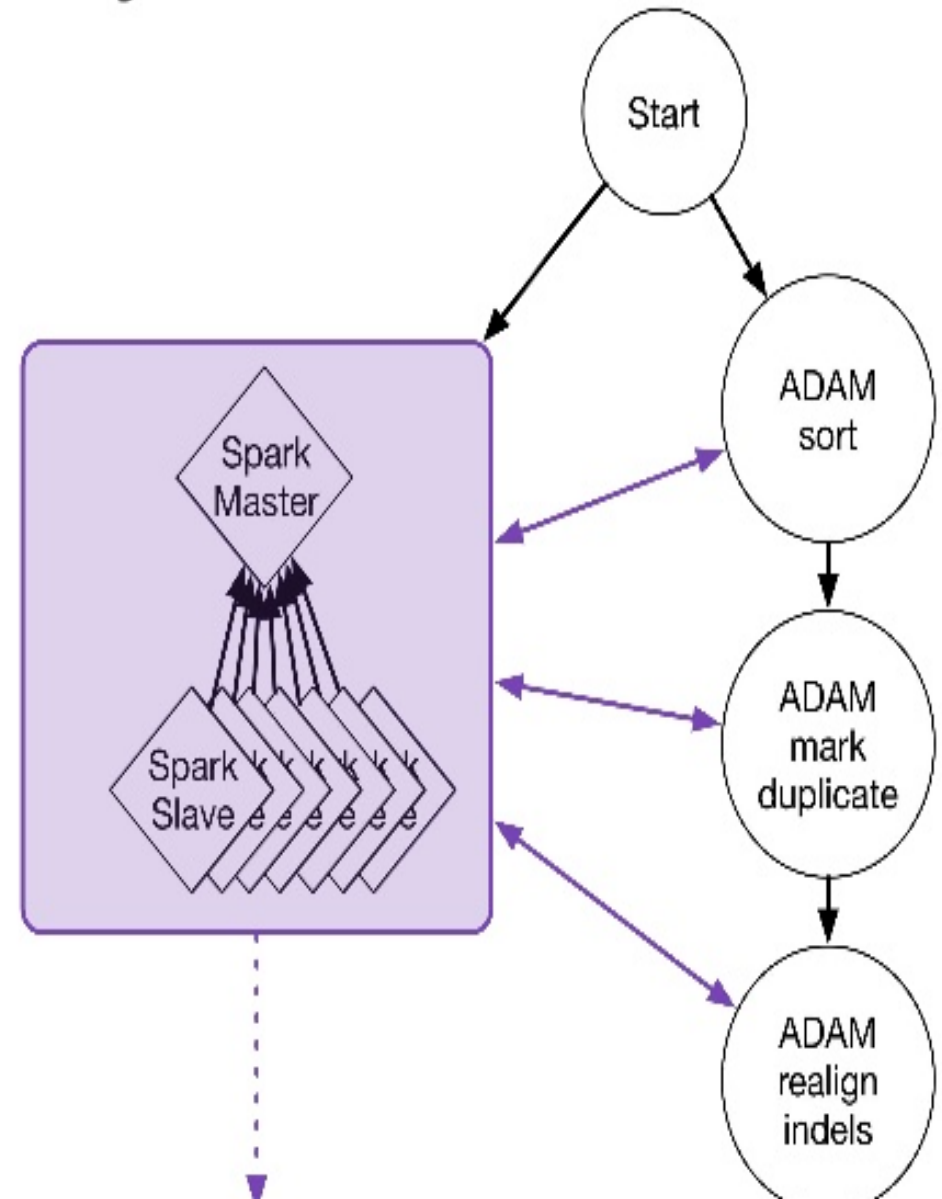 Start
ADAM
sort
Spark
Master
ADAM
mark
duplicate
Spark
Slave
ADAM
realign
indels